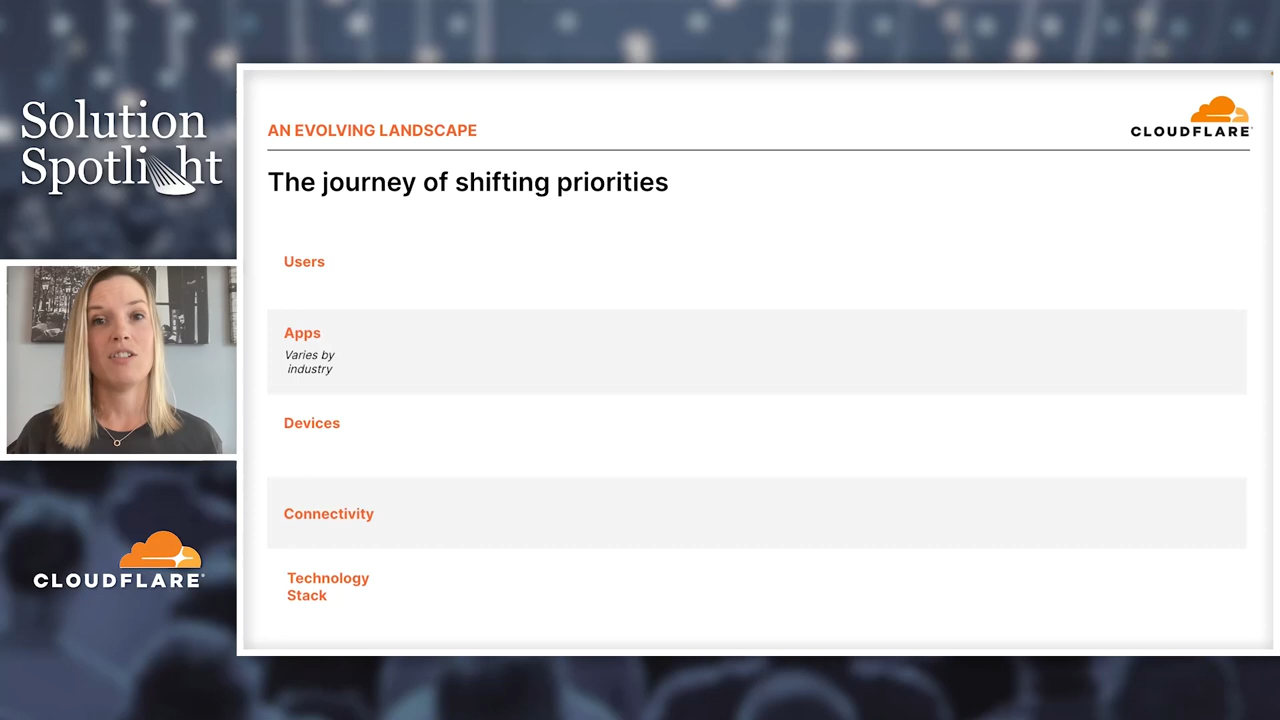 Solution
Spotlight
CLOUDFLARE
AN EVOLVING LANDSCAPE
CLOUDFLARE
The journey of shifting priorities
Users
Apps
Varies by
industry
Devices
Connectivity
Technology
Stack